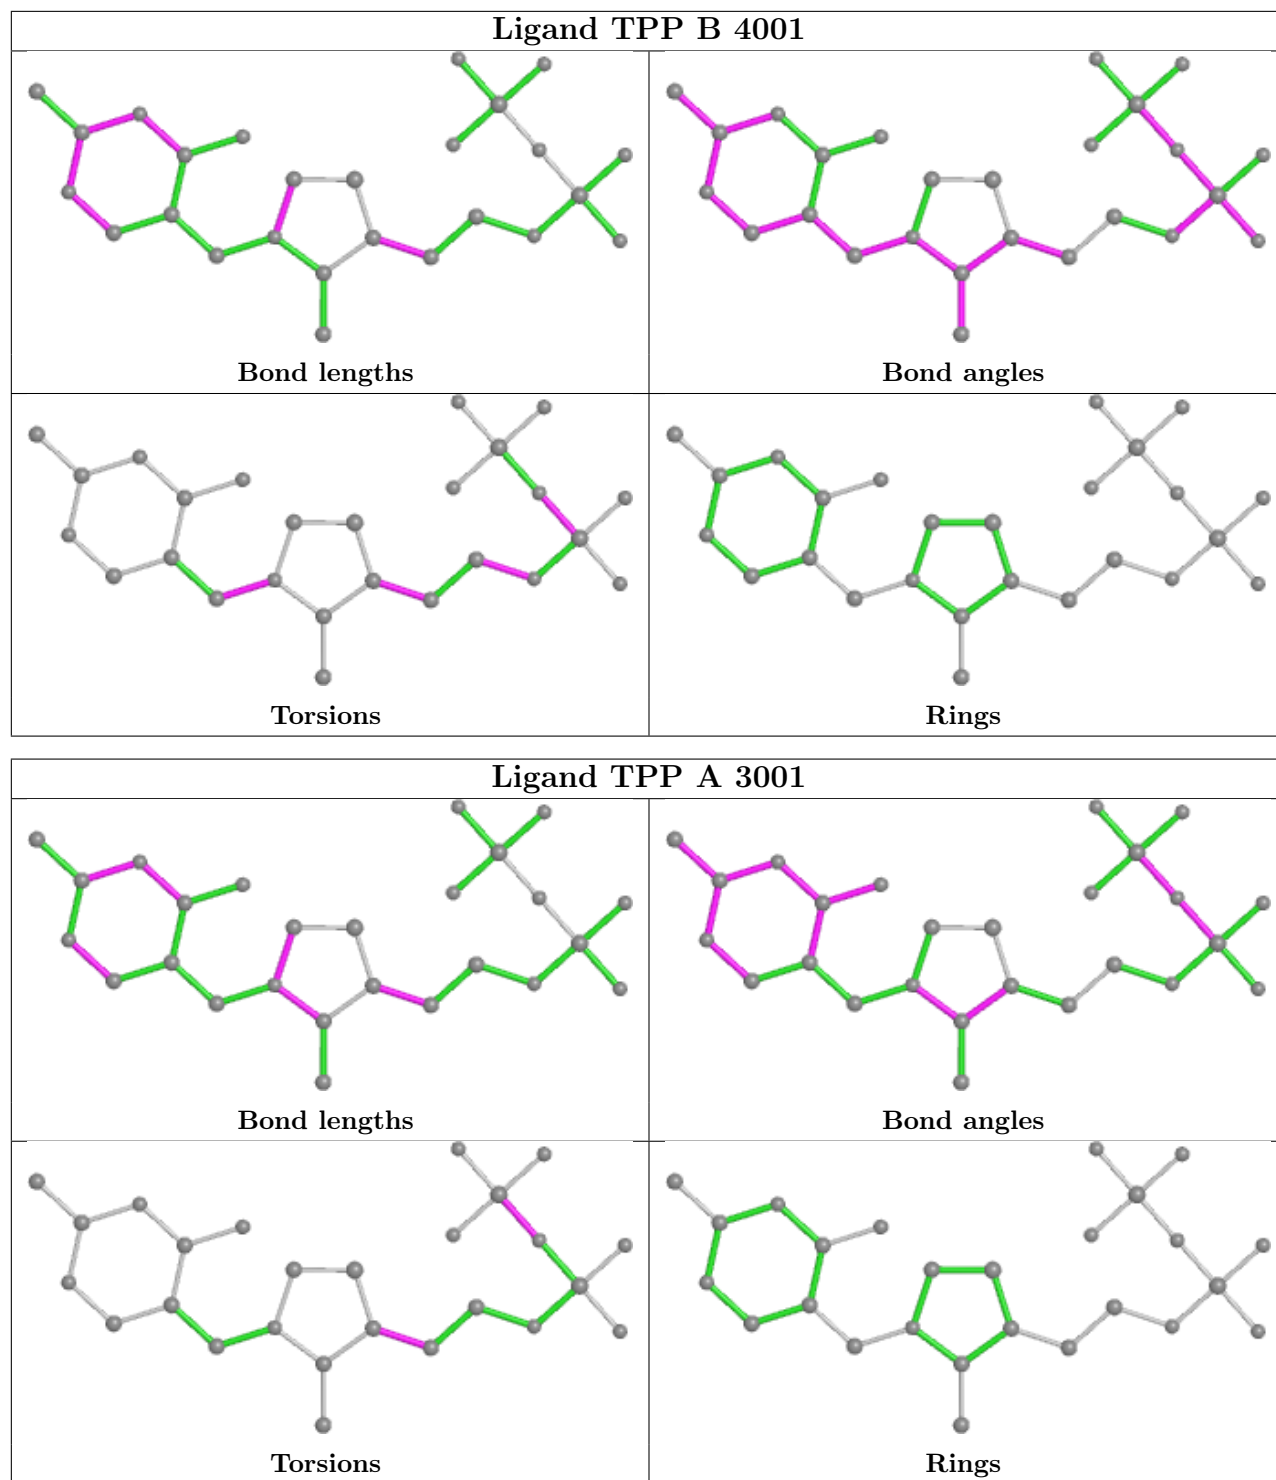 Ligand TPP B 4001
Bond lengths
Bond angles
Torsions
Rings
Ligand TPP A 3001
Bond lengths
Bond angles
Torsions
Rings